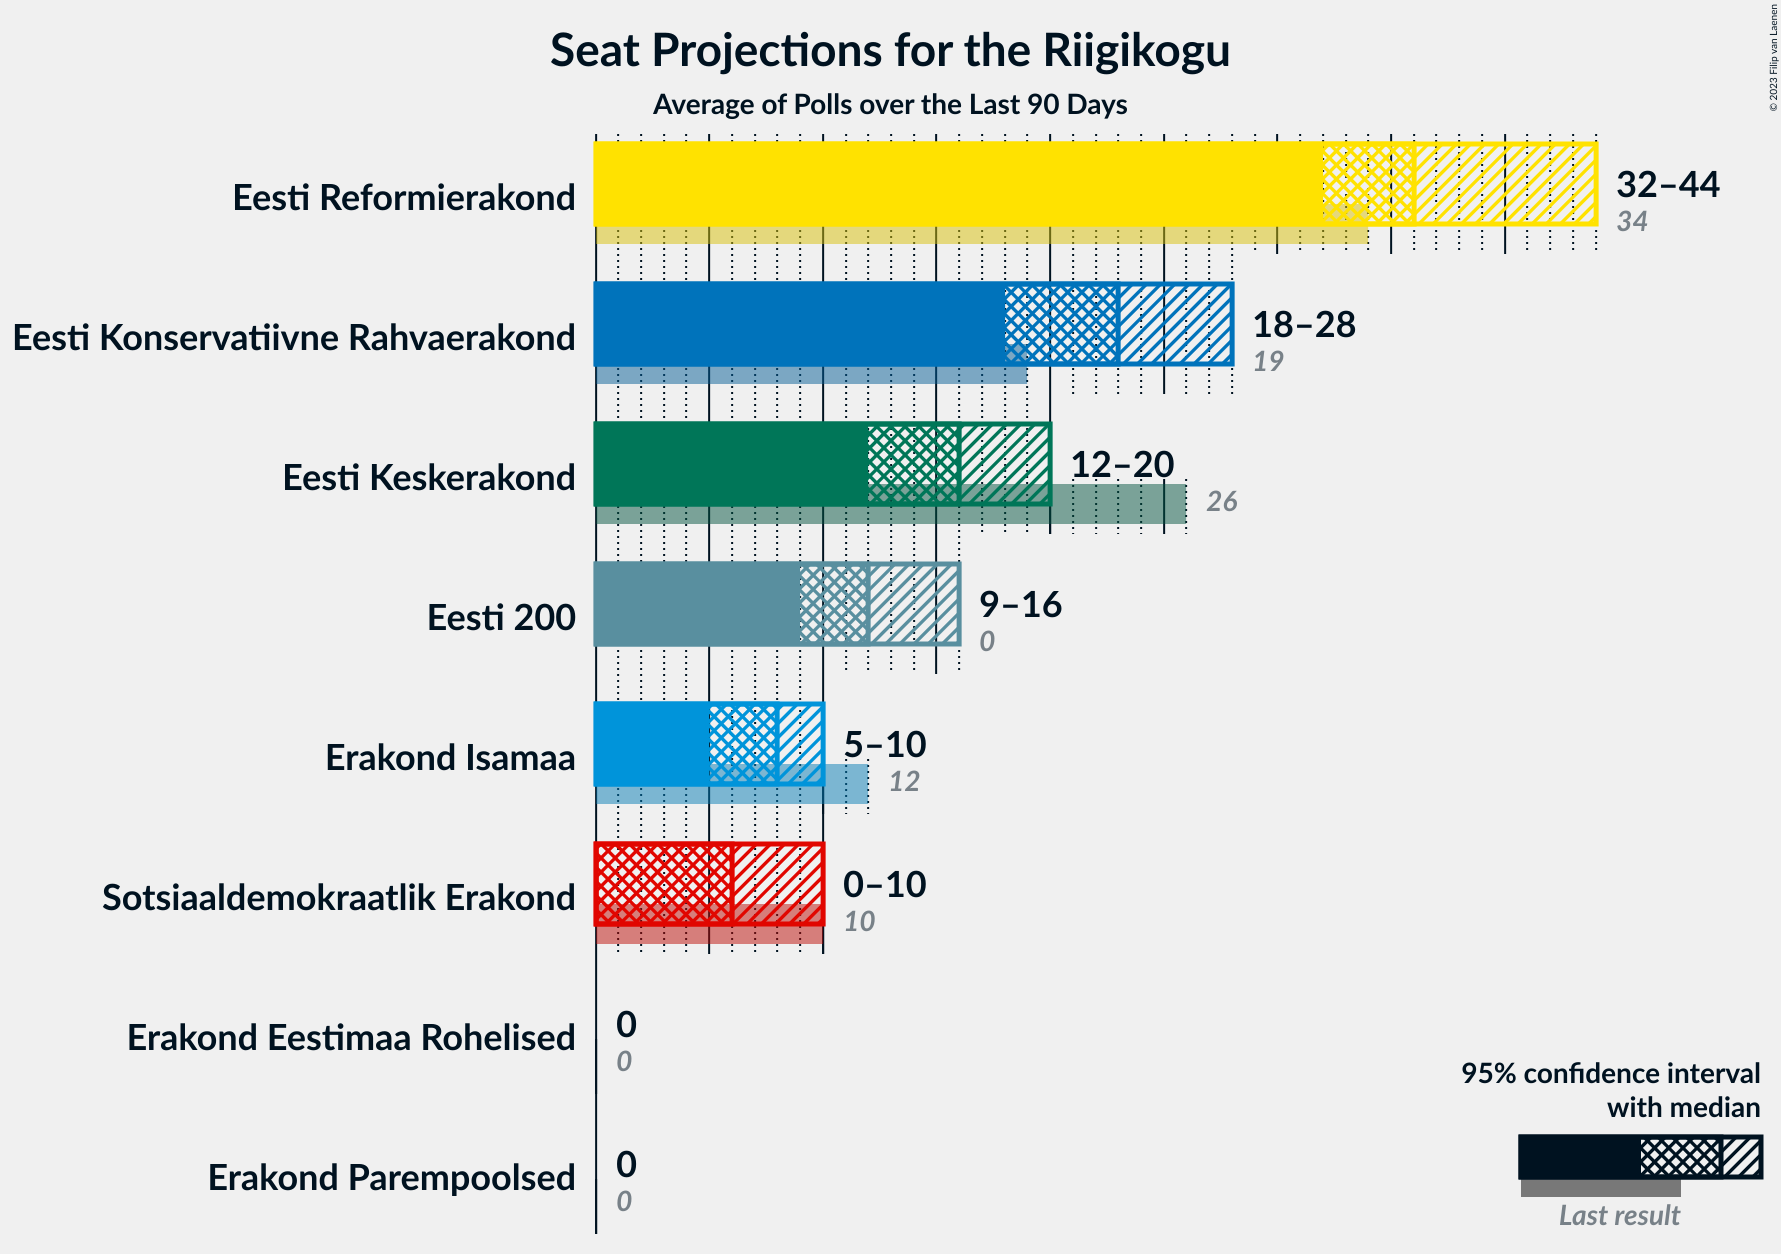 Seat Projections for the Riigikogu
Average of Polls over the Last 90 Days
© 2023 Filip van Laenen
Eesti Reformierakond
32–44
34
Eesti Konservatiivne Rahvaerakond
18–28
19
Eesti Keskerakond
12–20
26
Eesti 200
9–16
0
Erakond Isamaa
5–10
12
Sotsiaaldemokraatlik Erakond
0–10
10
Erakond Eestimaa Rohelised
0
0
Erakond Parempoolsed
0
0
95% confidence interval
with median
Last result